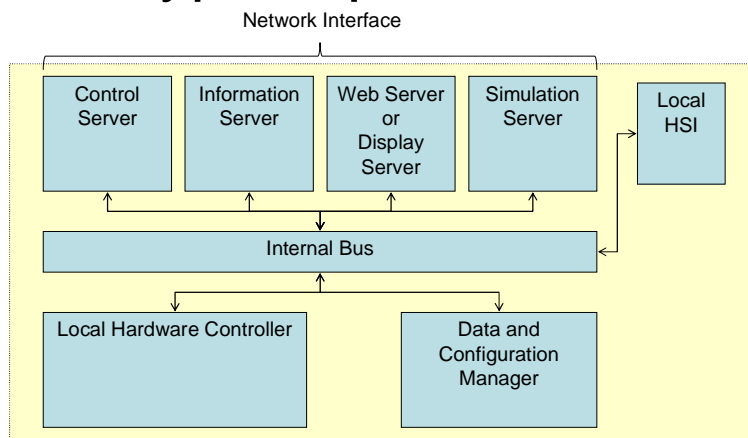 Network Interface
Control
Server
Information
Server
Web Server
or
Display
Server
Simulation
Server
Local
HSI
Internal Bus
Local Hardware Controller
Data and
Configuration
Manager